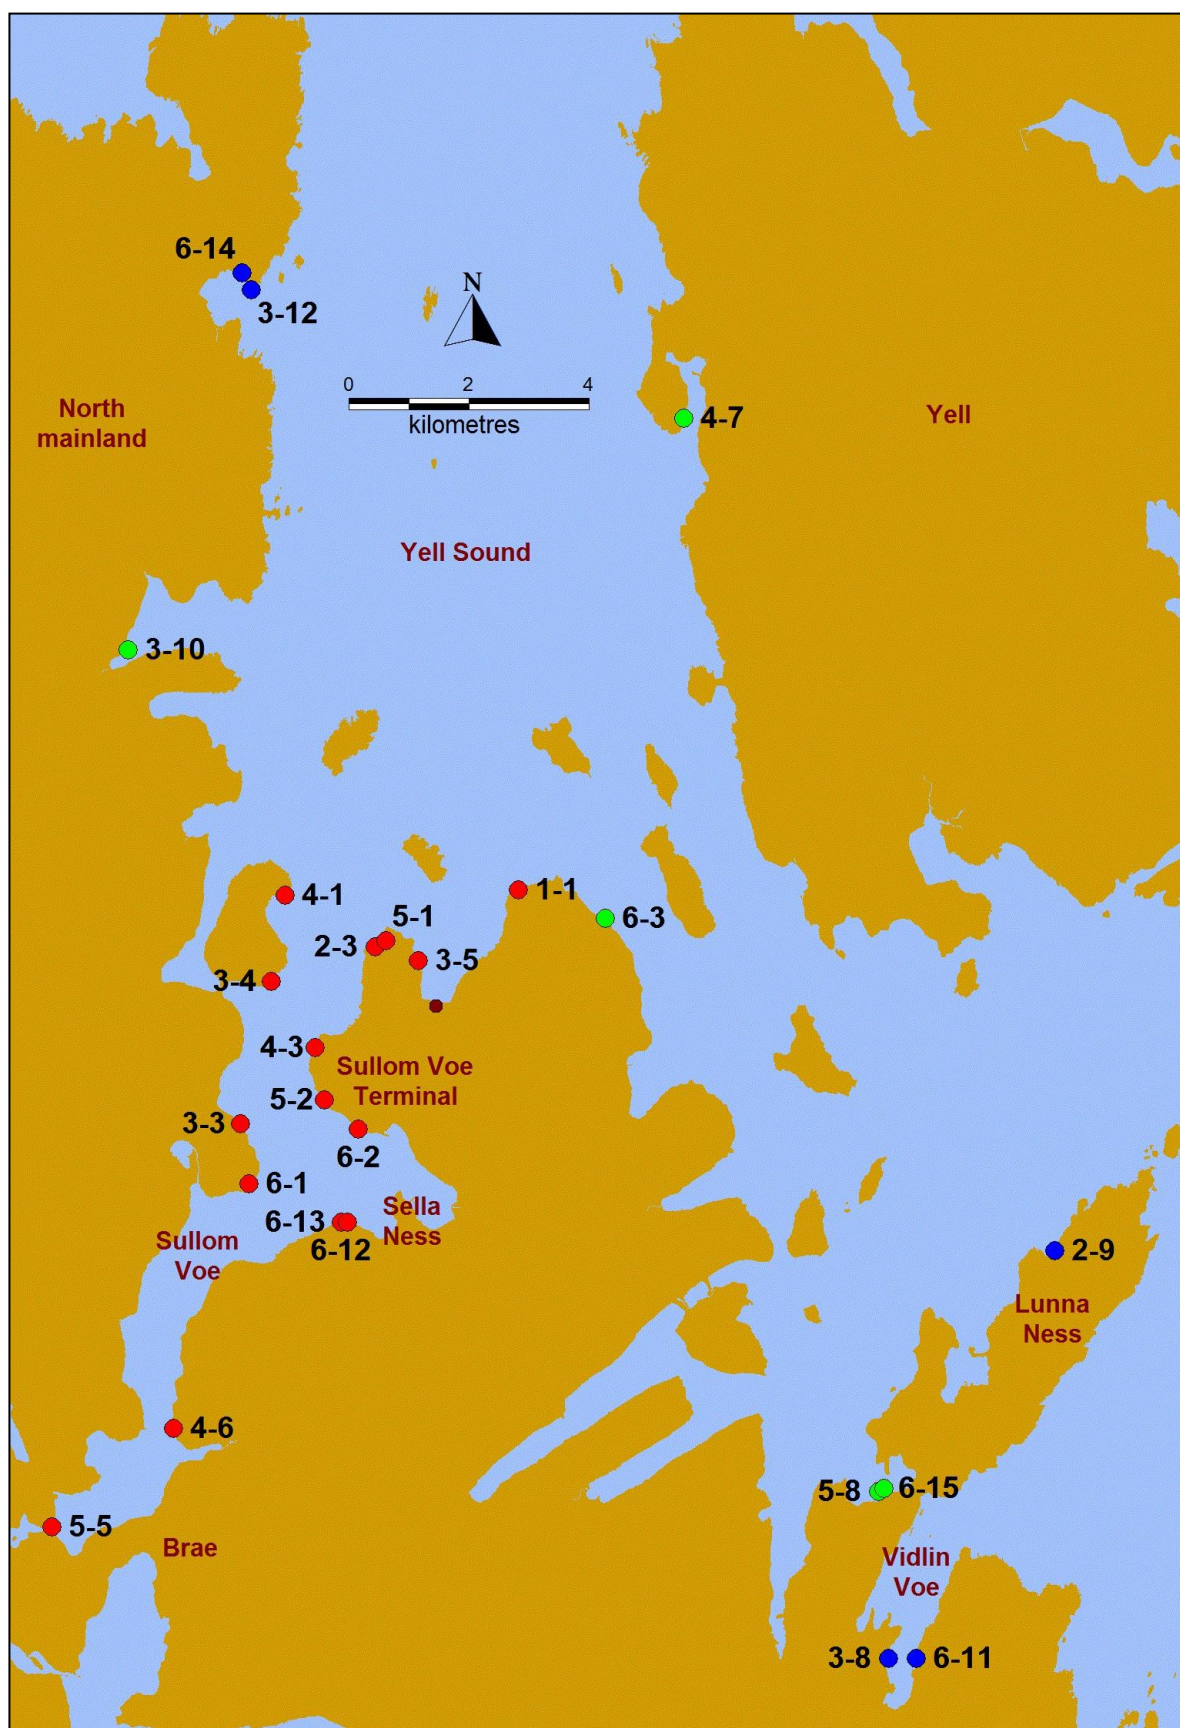 6-14
3-12
N
0 2 4
kilometres
North
mainland
4-7
Yell
Yell Sound
3-10
4-1
1-1
5-1
6-3
2-3
3-5
3-4
4-3
Sullom Voe
Terminal
5-2
3-3
6-2
6-1
Sella
Ness
6-13
6-12
Sullom
Voe
2-9
Lunna
Ness
4-6
5-8
6-15
5-5
Brae
Vidlin
Voe
3-8
6-11